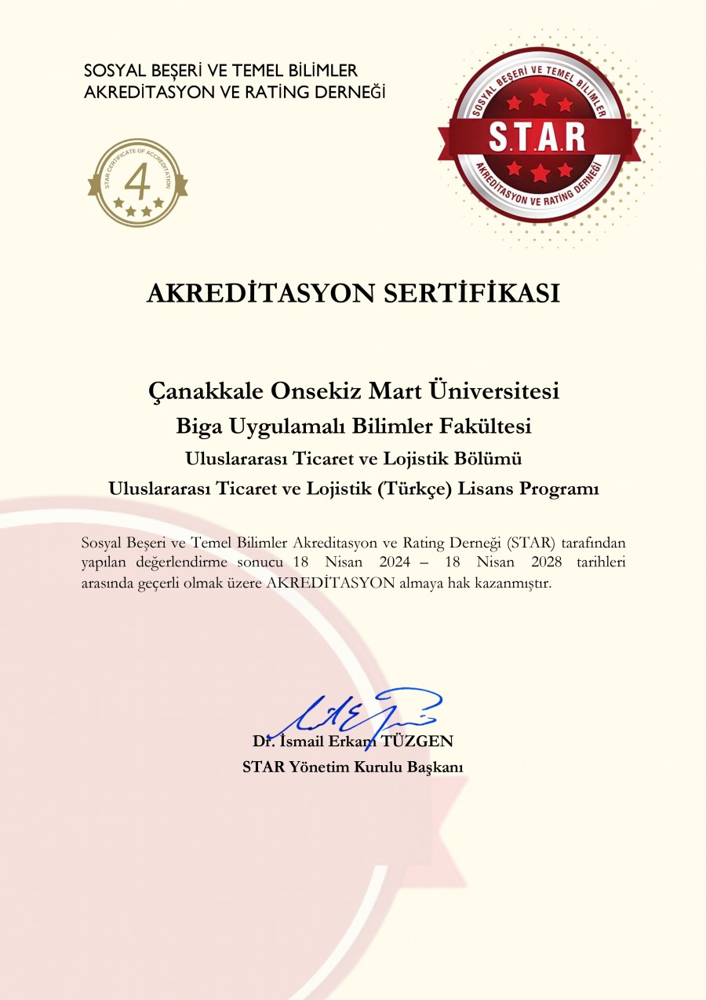 SOSYAL BEŞERİ VE TEMEL BİLİMLER
AKREDİTASYON VE RATİNG DERNEĞİ
SOSYAL BEŞERİ VE TEMEL BİLİMLER
S.T.A.R
AKREDİTASYON VE RATİNG DERNEĞİ
STAR CERTIFICATE OF ACCREDITATION
4
AKREDİTASYON SERTİFİKASI
Çanakkale Onsekiz Mart Üniversitesi
Biga Uygulamalı Bilimler Fakültesi
Uluslararası Ticaret ve Lojistik Bölümü
Uluslararası Ticaret ve Lojistik (Türkçe) Lisans Programı
Sosyal Beşeri ve Temel Bilimler Akreditasyon ve Rating Derneği (STAR) tarafından
yapılan değerlendirme sonucu 18 Nisan 2024 – 18 Nisan 2028 tarihleri
arasında geçerli olmak üzere AKREDİTASYON almaya hak kazanmıştır.
Dr. İsmail Erkam TÜZGEN
STAR Yönetim Kurulu Başkanı